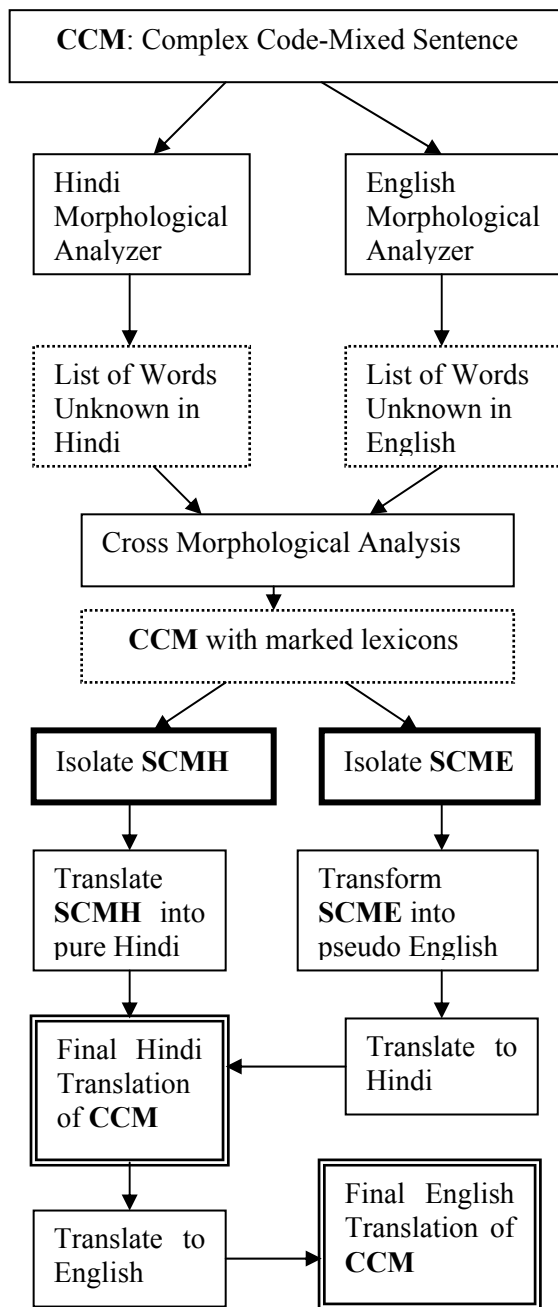 CCM: Complex Code-Mixed Sentence
Hindi
Morphological
Analyzer
English
Morphological
Analyzer
List of Words
Unknown in
Hindi
List of Words
Unknown in
English
Cross Morphological Analysis
CCM with marked lexicons
Isolate SCMH
Isolate SCME
Translate
SCMH into
pure Hindi
Transform
SCME into
pseudo English
Final Hindi
Translation
of CCM
Translate to
Hindi
Translate to
English
Final English
Translation of
CCM